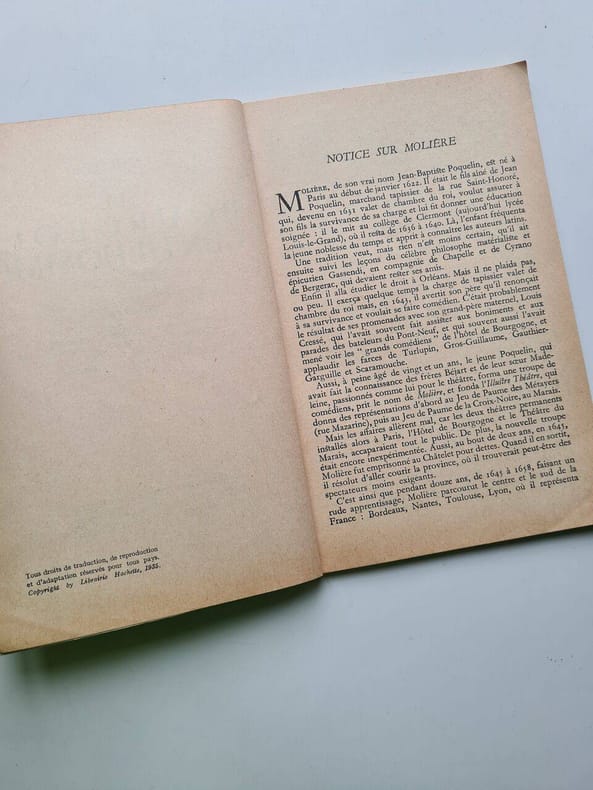 Tous droits de traduction, de reproduction
et d'adaptation réservés pour tous pays.
Copyright by Librairie Hachette, 1935.
NOTICE SUR MOLIÈRE
MOLIÈRE, de son vrai nom Jean-Baptiste Poquelin, est né à
Paris au début de janvier 1622. Il était le fils aîné de Jean
Poquelin, marchand tapissier de la rue Saint-Honoré,
qui, devenu en 1631 valet de chambre du roi, voulut assurer à
son fils la survivance de sa charge et lui fit donner une éducation
soignée : il le mit au collège de Clermont (aujourd'hui lycée
Louis-le-Grand), où il resta de 1636 à 1640. Là, l'enfant fréquenta
la jeune noblesse du temps et apprit à connaître les auteurs latins.
Une tradition veut, mais rien n'est moins certain, qu'il ait
ensuite suivi les leçons du célèbre philosophe matérialiste et
épicurien Gassendi, en compagnie de Chapelle et de Cyrano
de Bergerac, qui devaient rester ses amis.
Enfin il alla étudier le droit à Orléans. Mais il ne plaida pas,
ou peu. Il exerça quelque temps la charge de tapissier valet de
chambre du roi mais, en 1643, il avertit son père qu'il renonçait
à sa survivance et voulait se faire comédien. C'était probablement
le résultat de ses promenades avec son grand-père maternel, Louis
Cressé, qui l'avait souvent fait assister aux boniments et aux
parades des bateleurs du Pont-Neuf, et qui souvent aussi l'avait
mené voir les "grands comédiens" de l'hôtel de Bourgogne, et
applaudir les farces de Turlupin, Gros-Guillaume, Gauthier-
Garguille et Scaramouche.
Aussi, à peine âgé de vingt et un ans, le jeune Poquelin, qui
avait fait la connaissance des frères Béjart et de leur sœur Made-
leine, passionnés comme lui pour le théâtre, forma une troupe de
comédiens, prit le nom de Molière, et fonda l'Illustre Théâtre, qui
donna des représentations d'abord au Jeu de Paume des Métayers
(rue Mazarine), puis au Jeu de Paume de la Croix-Noire, au Marais.
Mais les affaires allèrent mal, car les deux théâtres permanents
installés alors à Paris, l'Hôtel de Bourgogne et le Théâtre du
Marais, accaparaient tout le public. De plus, la nouvelle troupe
était encore inexpérimentée. Aussi, au bout de deux ans, en 1645,
Molière fut emprisonné au Châtelet pour dettes. Quand il en sortit,
il résolut d'aller courir la province, où il trouverait peut-être des
spectateurs moins exigeants.
C'est ainsi que pendant douze ans, de 1645 à 1658, faisant un
rude apprentissage, Molière parcourut le centre et le sud de la
France : Bordeaux, Nantes, Toulouse, Lyon, où il représenta